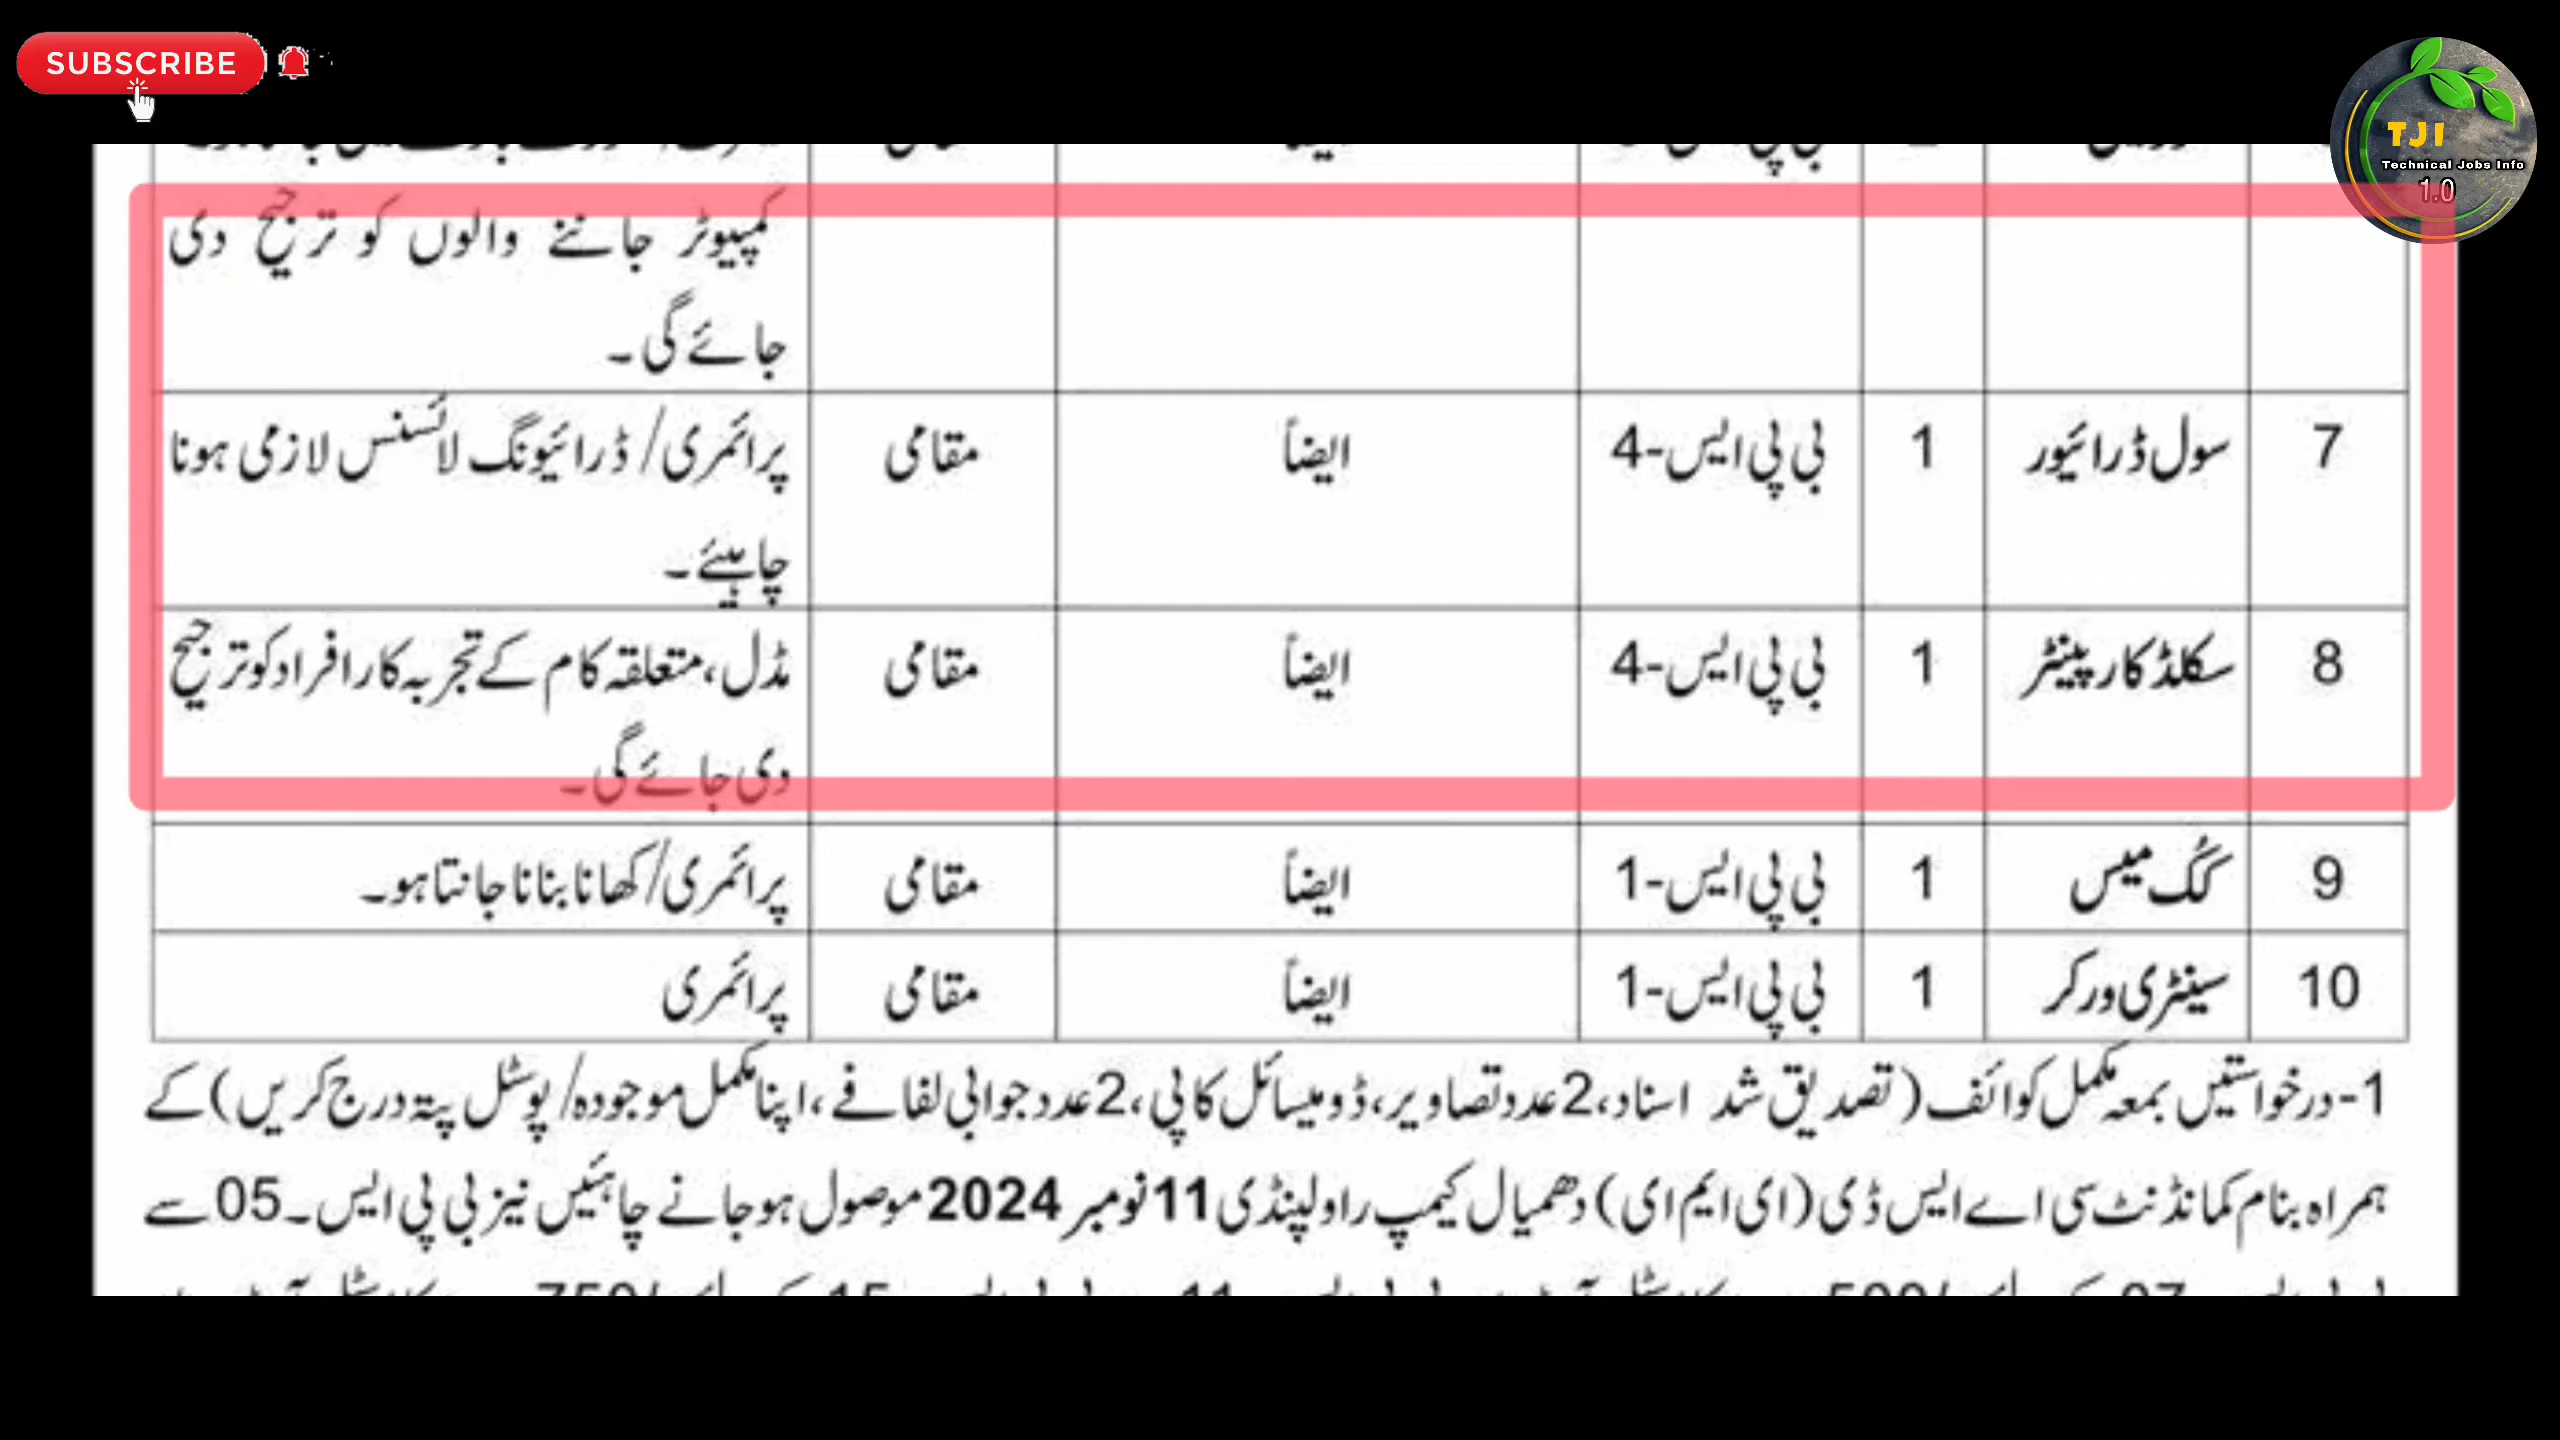 SUBSCRIBE
TJI
Technical Jobs Info
1.0
کمپیوٹر جاننے والوں کو ترجیح دی
جائے گی۔
7 سول ڈرائیور 1 بی پی ایس-4 ایضاً مقامی پرائمری/ ڈرائیونگ لائسنس لازمی ہونا
چاہیئے۔
8 سکلڈ کارپینٹر 1 بی پی ایس-4 ایضاً مقامی مڈل، متعلقہ کام کے تجربہ کار افراد کو ترجیح
دی جائے گی۔
9 کُک میس 1 بی پی ایس-1 ایضاً مقامی پرائمری/ کھانا بنانا جانتا ہو۔
10 سینٹری ورکر 1 بی پی ایس-1 ایضاً مقامی پرائمری
1-درخواستیں بمعہ مکمل کوائف (تصدیق شد اسناد، 2عدد تصاویر، ڈومیسائل کاپی، 2عدد جوابی لفافے، اپنا مکمل موجودہ/ پوسٹل پتہ درج کریں) کے
ہمراہ بنام کمانڈنٹ سی اے ایس ڈی (ای ایم ای) دھمیال کیمپ راولپنڈی 11نومبر 2024 موصول ہو جانے چاہئیں نیز بی پی ایس۔05 سے